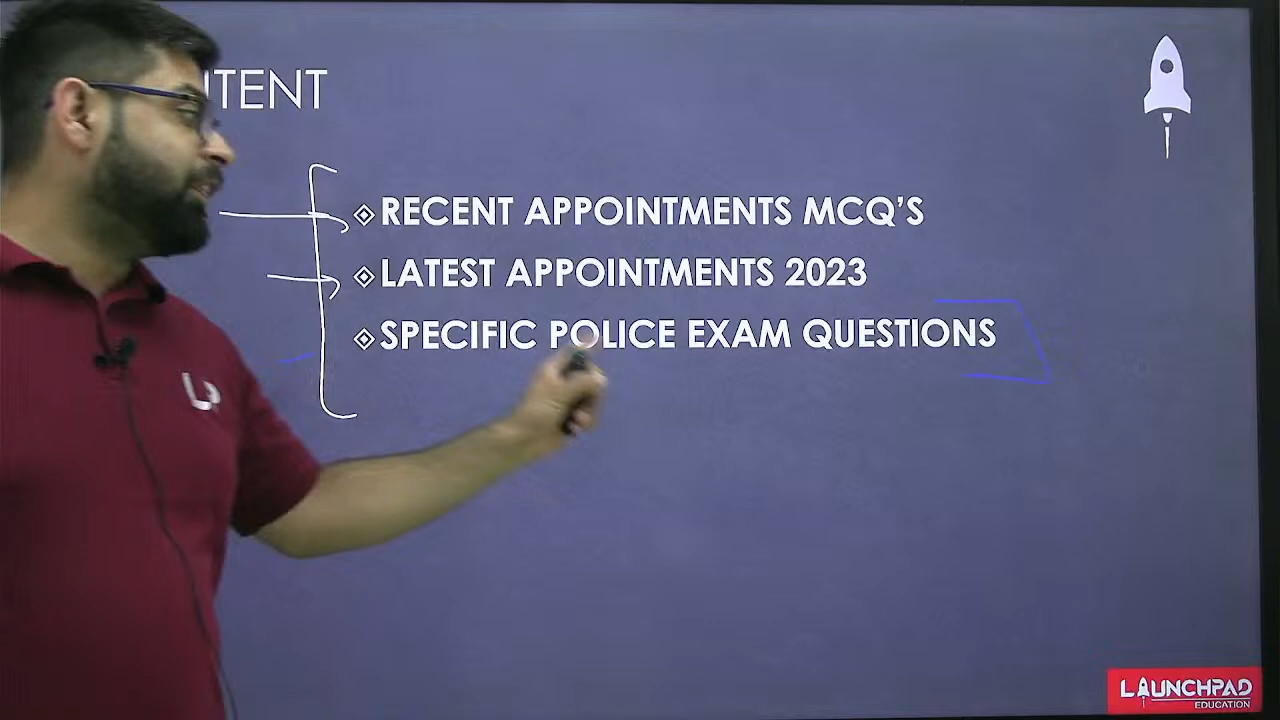 NTENT
◈ RECENT APPOINTMENTS MCQ'S
◈ LATEST APPOINTMENTS 2023
◈ SPECIFIC POLICE EXAM QUESTIONS
LAUNCHPAD
EDUCATION